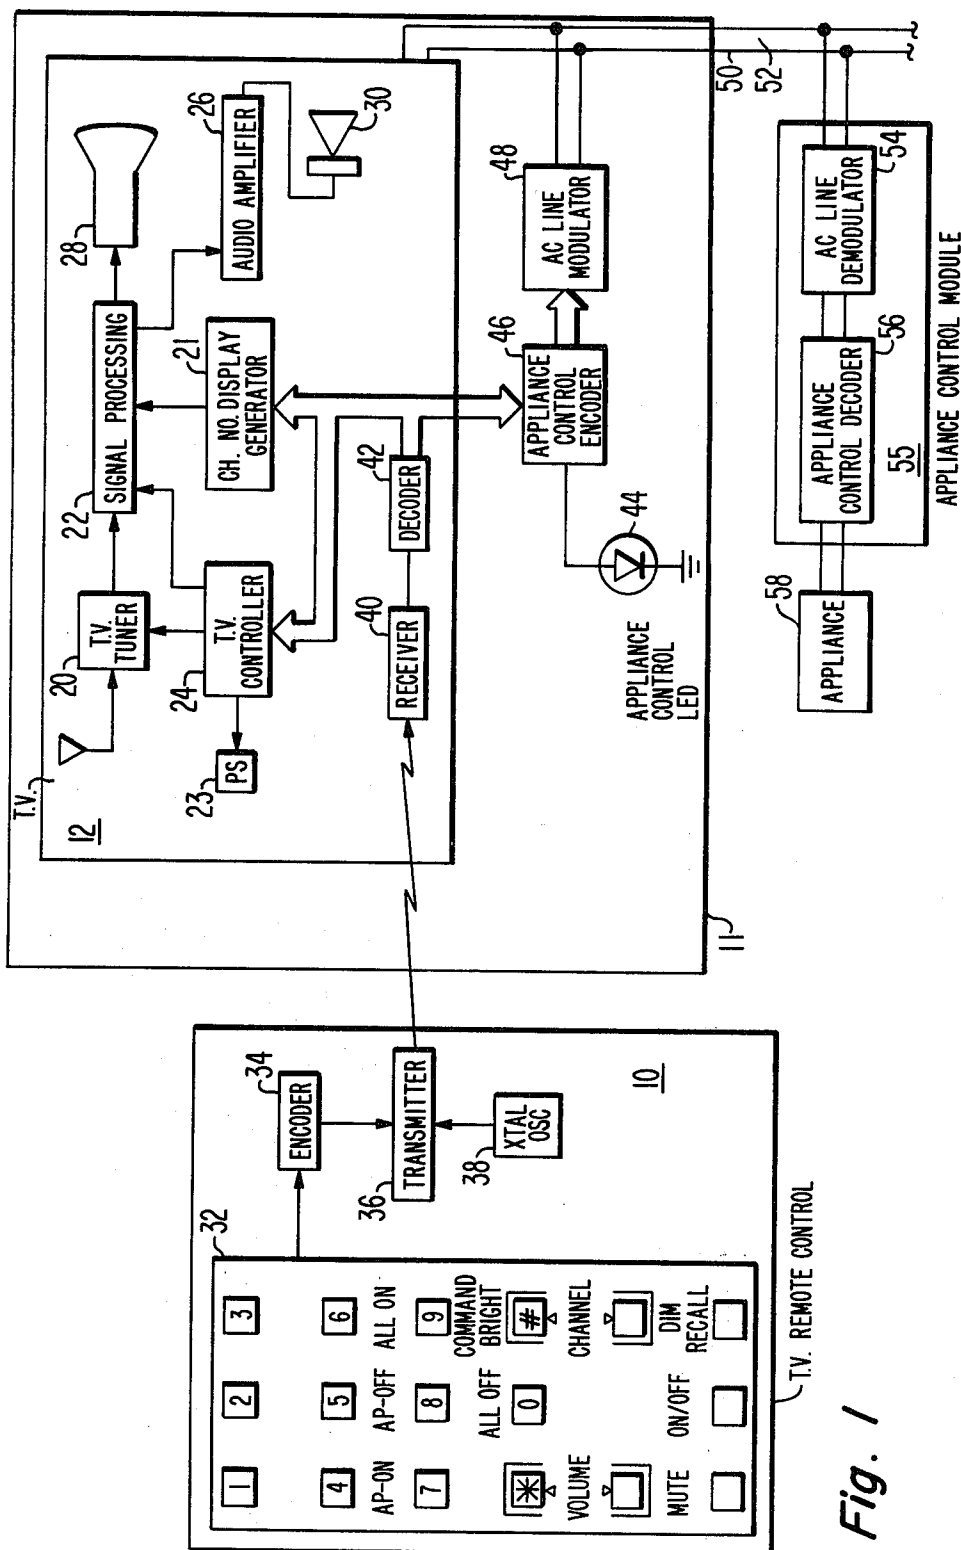 T.V.
12
20
T.V.
TUNER
22
SIGNAL PROCESSING
28
24
T.V.
CONTROLLER
23
PS
21
CH. NO. DISPLAY
GENERATOR
26
AUDIO AMPLIFIER
30
40
RECEIVER
42
DECODER
44
APPLIANCE
CONTROL
LED
46
APPLIANCE
CONTROL
ENCODER
48
AC LINE
MODULATOR
50
52
11
54
AC LINE
DEMODULATOR
56
APPLIANCE
CONTROL DECODER
55
58
APPLIANCE
APPLIANCE CONTROL MODULE
32
1 2 3
4 5 6
AP-ON AP-OFF ALL ON
7 8 9
ALL OFF COMMAND
BRIGHT
* 0 #
VOLUME CHANNEL
MUTE ON/OFF DIM
RECALL
34
ENCODER
36
TRANSMITTER
38
XTAL
OSC
10
T.V. REMOTE CONTROL
Fig. 1